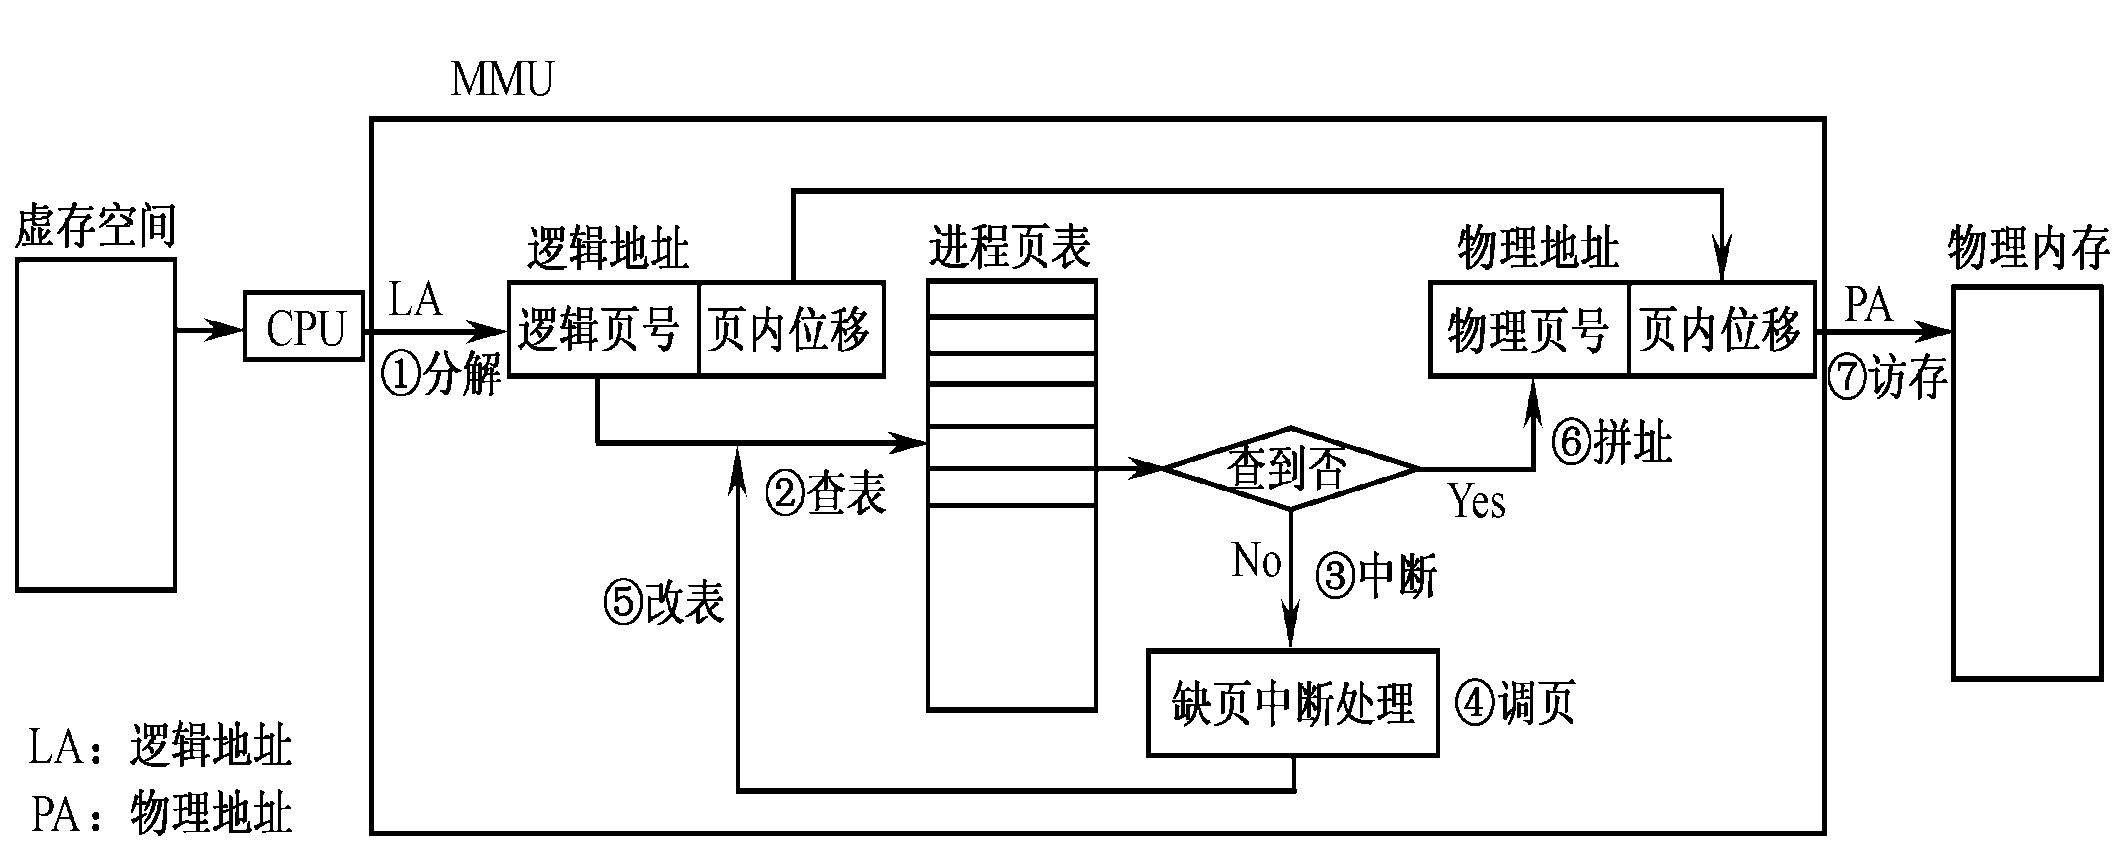 MMU
虚存空间
CPU
LA
①分解
逻辑地址
逻辑页号 页内位移
②查表
进程页表
查到否
Yes
No
③中断
缺页中断处理
④调页
⑤改表
⑥拼址
物理地址
物理页号 页内位移
PA
⑦访存
物理内存
LA：逻辑地址
PA：物理地址